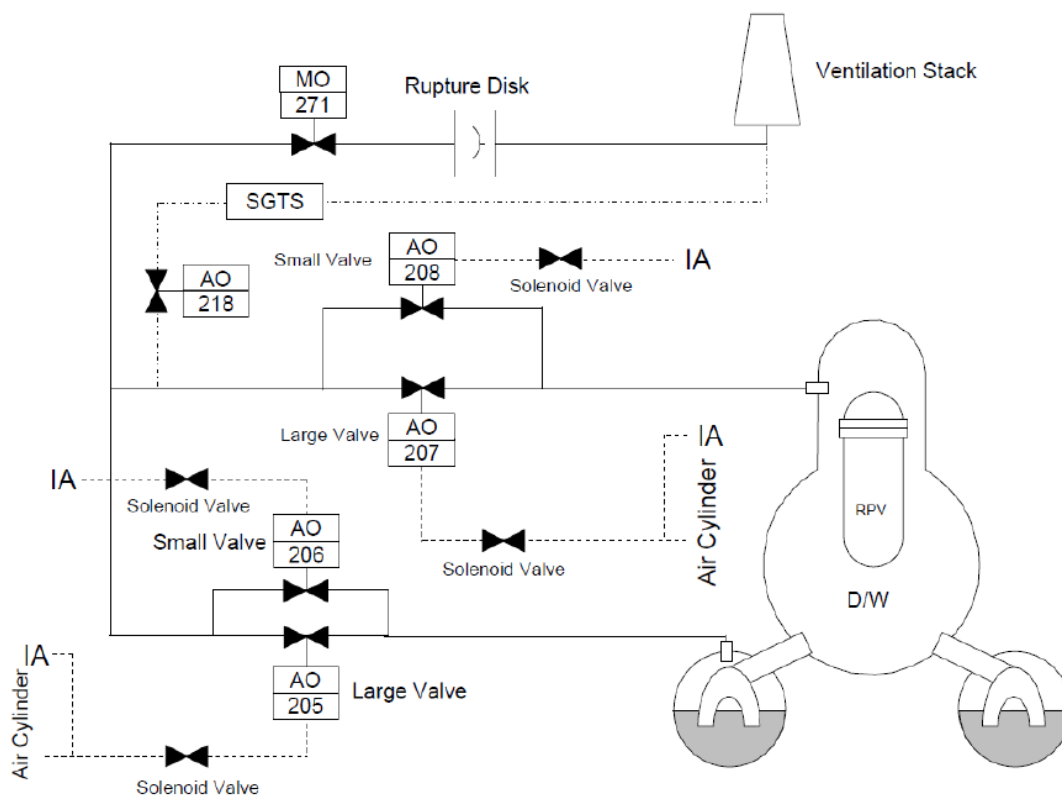 MO
271
Rupture Disk
Ventilation Stack
SGTS
Small Valve
AO
208
Solenoid Valve
IA
AO
218
Large Valve
AO
207
IA
Air Cylinder
Solenoid Valve
IA
Solenoid Valve
Small Valve
AO
206
RPV
D/W
IA
Air Cylinder
AO
205
Large Valve
Solenoid Valve